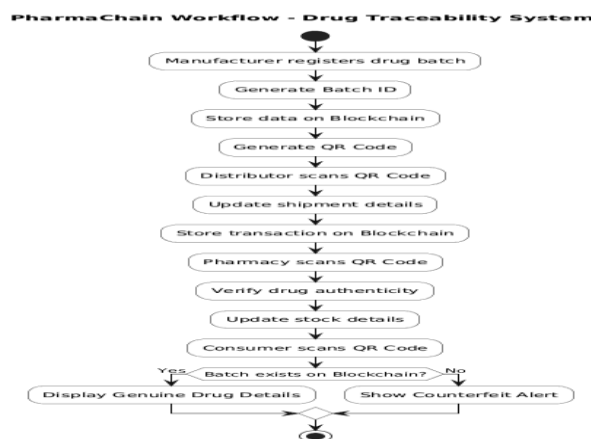 PharmaChain Workflow - Drug Traceability System
Manufacturer registers drug batch
Generate Batch ID
Store data on Blockchain
Generate QR Code
Distributor scans QR Code
Update shipment details
Store transaction on Blockchain
Pharmacy scans QR Code
Verify drug authenticity
Update stock details
Consumer scans QR Code
Yes Batch exists on Blockchain? No
Display Genuine Drug Details Show Counterfeit Alert